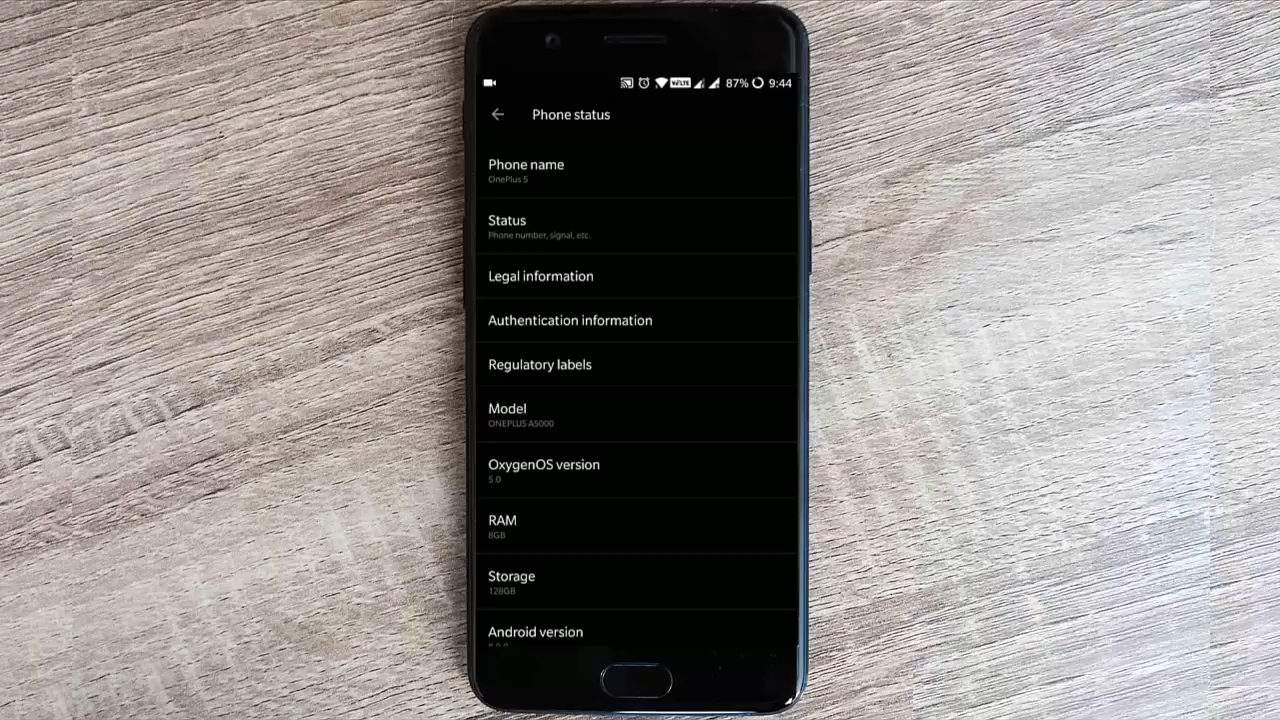 VoLTE 87% 9:44
Phone status
Phone name
OnePlus 5
Status
Phone number, signal, etc.
Legal information
Authentication information
Regulatory labels
Model
ONEPLUS A5000
OxygenOS version
5.0
RAM
8GB
Storage
128GB
Android version